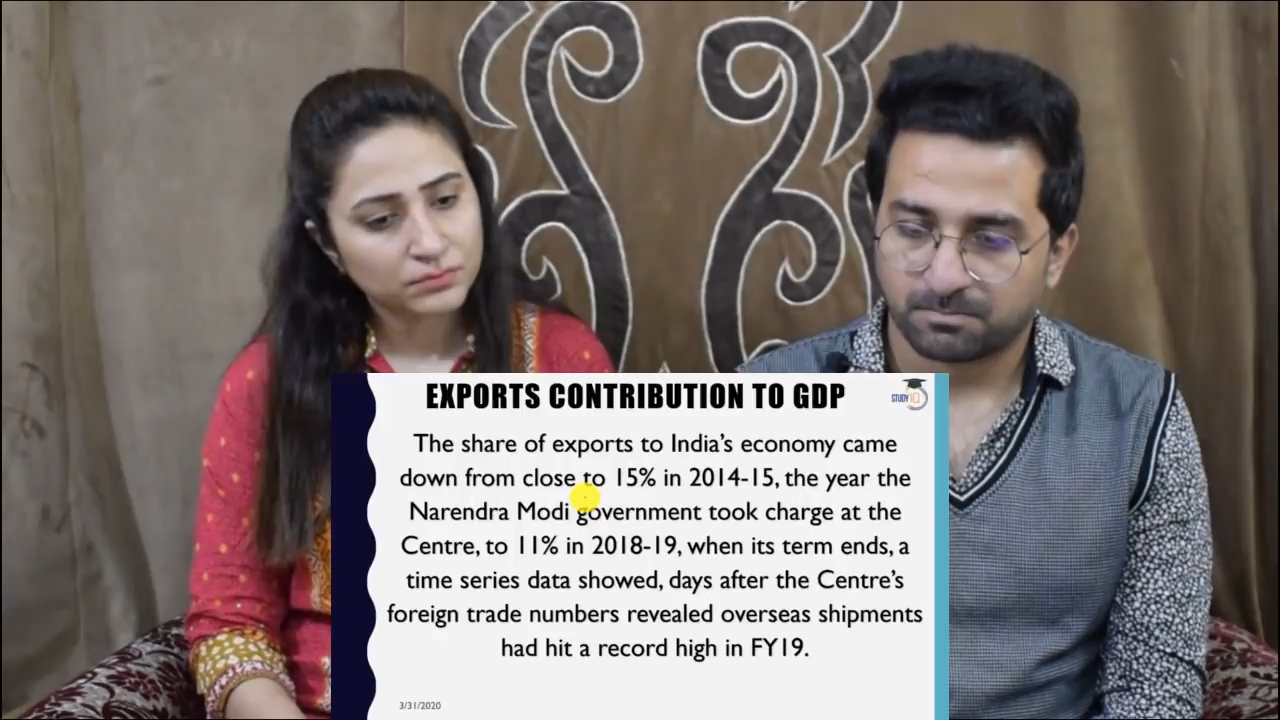 EXPORTS CONTRIBUTION TO GDP
STUDY IQ
The share of exports to India's economy came
down from close to 15% in 2014-15, the year the
Narendra Modi government took charge at the
Centre, to 11% in 2018-19, when its term ends, a
time series data showed, days after the Centre's
foreign trade numbers revealed overseas shipments
had hit a record high in FY19.
3/31/2020